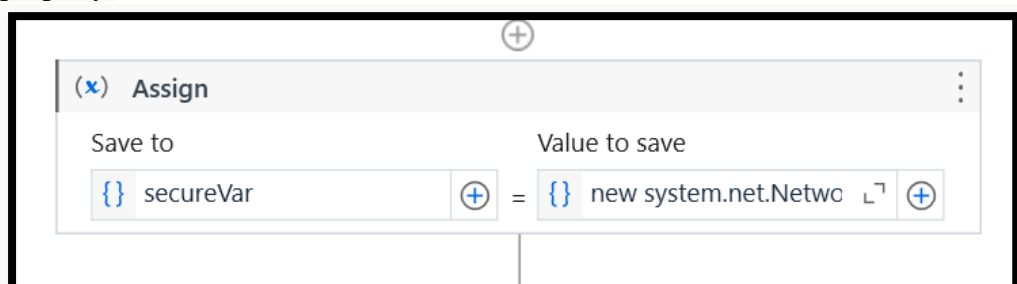 (x) Assign
Save to
Value to save
{} secureVar
=
{} new system.net.Netwo